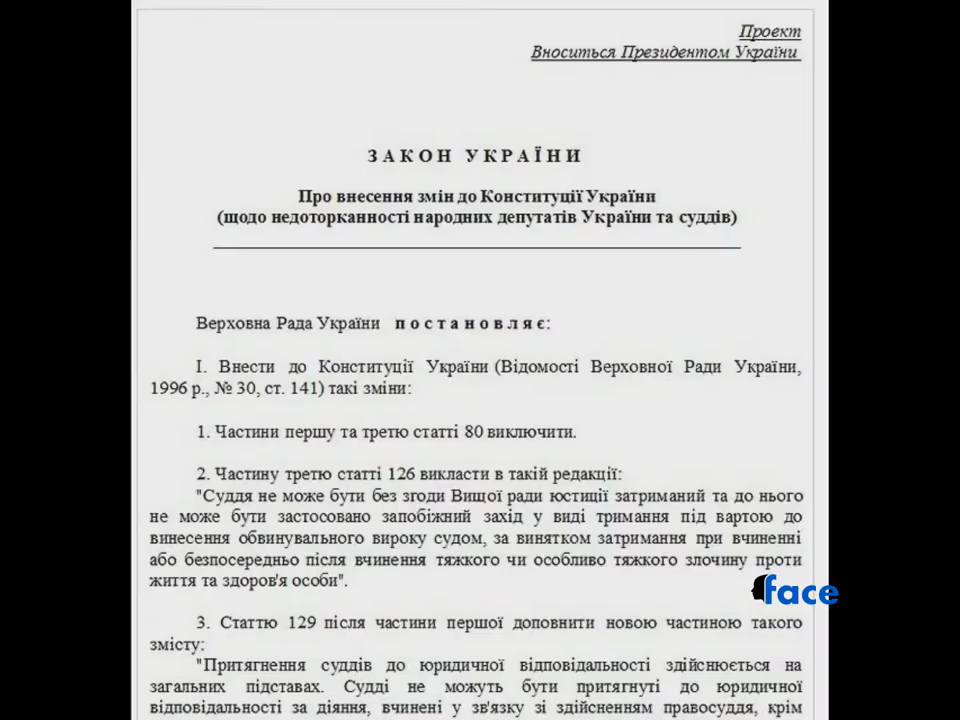 Проект
Вноситься Президентом України
ЗАКОН УКРАЇНИ
Про внесення змін до Конституції України
(щодо недоторканності народних депутатів України та суддів)
Верховна Рада України постановляє:
I. Внести до Конституції України (Відомості Верховної Ради України,
1996 р., № 30, ст. 141) такі зміни:
1. Частини першу та третю статті 80 виключити.
2. Частину третю статті 126 викласти в такій редакції:
"Суддя не може бути без згоди Вищої ради юстиції затриманий та до нього
не може бути застосовано запобіжний захід у виді тримання під вартою до
винесення обвинувального вироку судом, за винятком затримання при вчиненні
або безпосередньо після вчинення тяжкого чи особливо тяжкого злочину проти
життя та здоров'я особи".
face
3. Статтю 129 після частини першої доповнити новою частиною такого
змісту:
"Притягнення суддів до юридичної відповідальності здійснюється на
загальних підставах. Судді не можуть бути притягнуті до юридичної
відповідальності за діяння, вчинені у зв'язку зі здійсненням правосуддя, крім